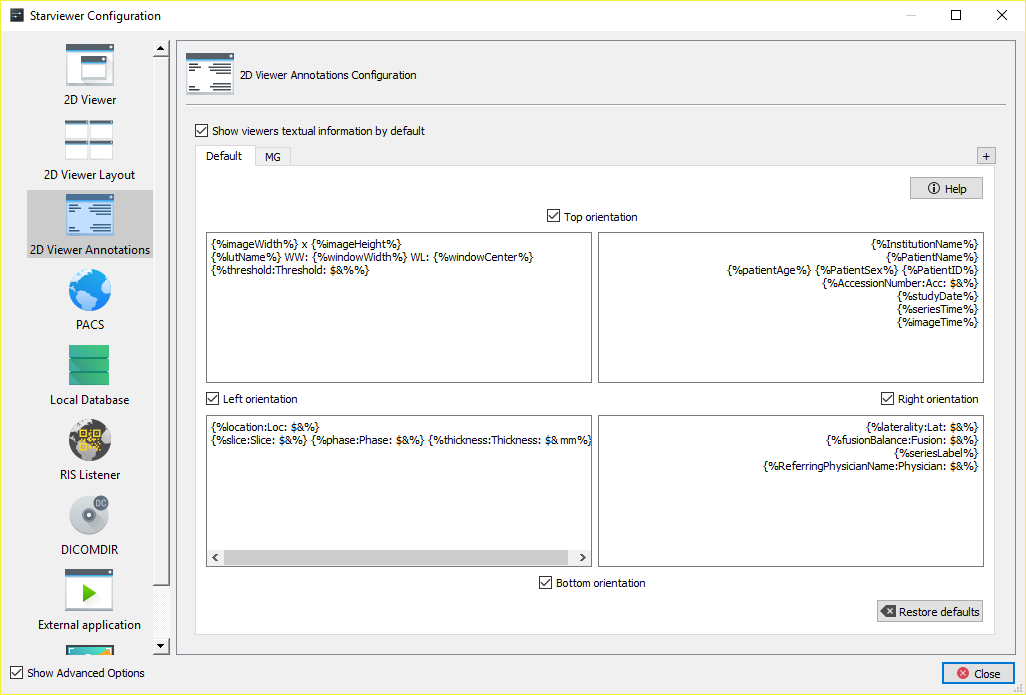 Starviewer Configuration
2D Viewer
2D Viewer Layout
2D Viewer Annotations
PACS
Local Database
RIS Listener
DC
DICOMDIR
External application
Show Advanced Options
2D Viewer Annotations Configuration
Show viewers textual information by default
Default
MG
+
Help
Top orientation
{%imageWidth%} x {%imageHeight%}
{%lutName%} WW: {%windowWidth%} WL: {%windowCenter%}
{%threshold:Threshold: $&%%}
{%InstitutionName%}
{%PatientName%}
{%patientAge%} {%PatientSex%} {%PatientID%}
{%AccessionNumber:Acc: $&%}
{%studyDate%}
{%seriesTime%}
{%imageTime%}
Left orientation
Right orientation
{%location:Loc: $&%}
{%slice:Slice: $&%} {%phase:Phase: $&%} {%thickness:Thickness: $& mm%}
{%laterality:Lat: $&%}
{%fusionBalance:Fusion: $&%}
{%seriesLabel%}
{%ReferringPhysicianName:Physician: $&%}
Bottom orientation
Restore defaults
Close